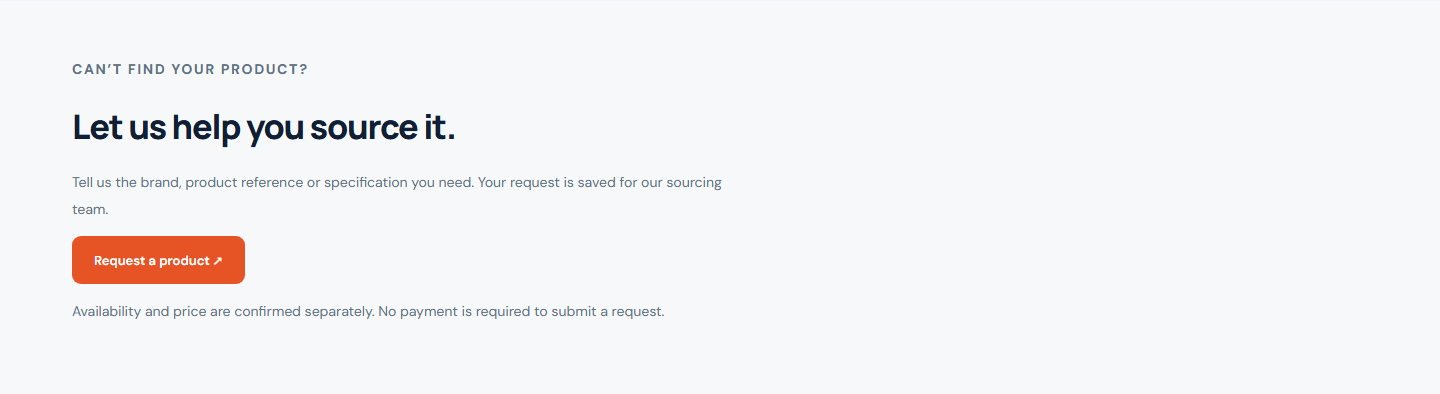 CAN’T FIND YOUR PRODUCT?
Let us help you source it.
Tell us the brand, product reference or specification you need. Your request is saved for our sourcing
team.
Request a product ↗
Availability and price are confirmed separately. No payment is required to submit a request.